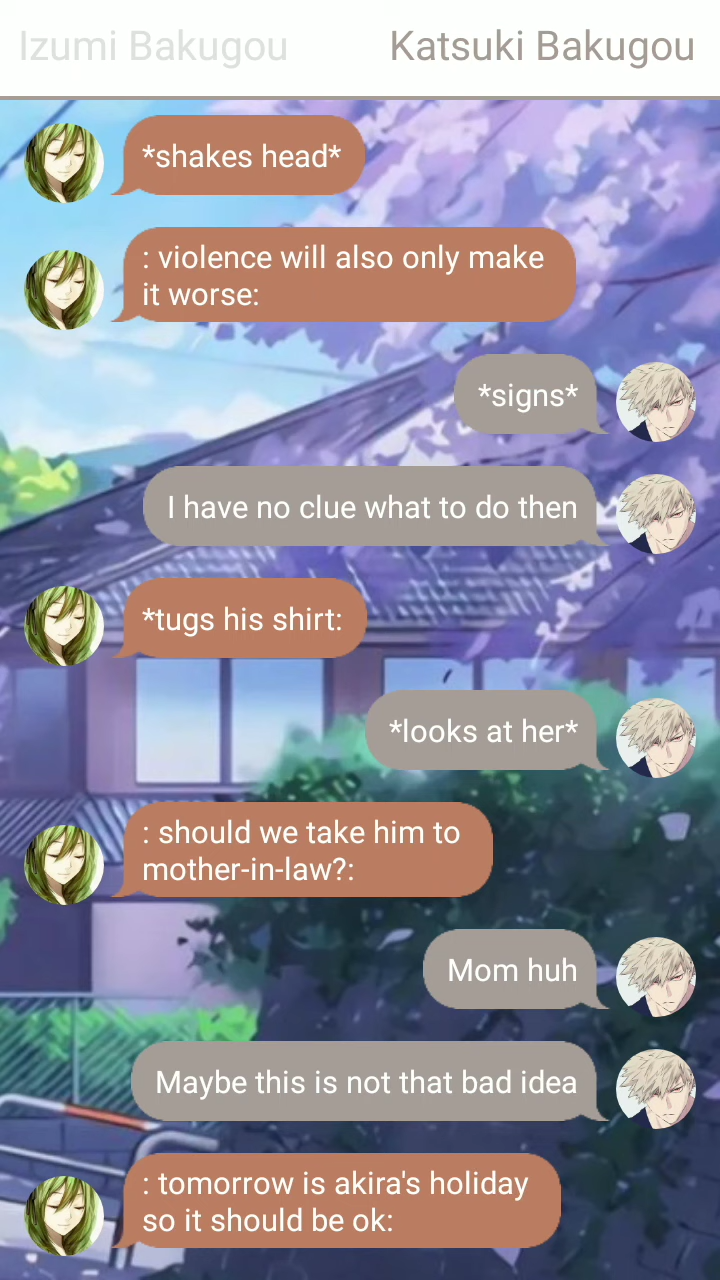 Izumi Bakugou Katsuki Bakugou
*shakes head*
: violence will also only make
it worse:
*signs*
I have no clue what to do then
*tugs his shirt:
*looks at her*
: should we take him to
mother-in-law?:
Mom huh
Maybe this is not that bad idea
: tomorrow is akira's holiday
so it should be ok: